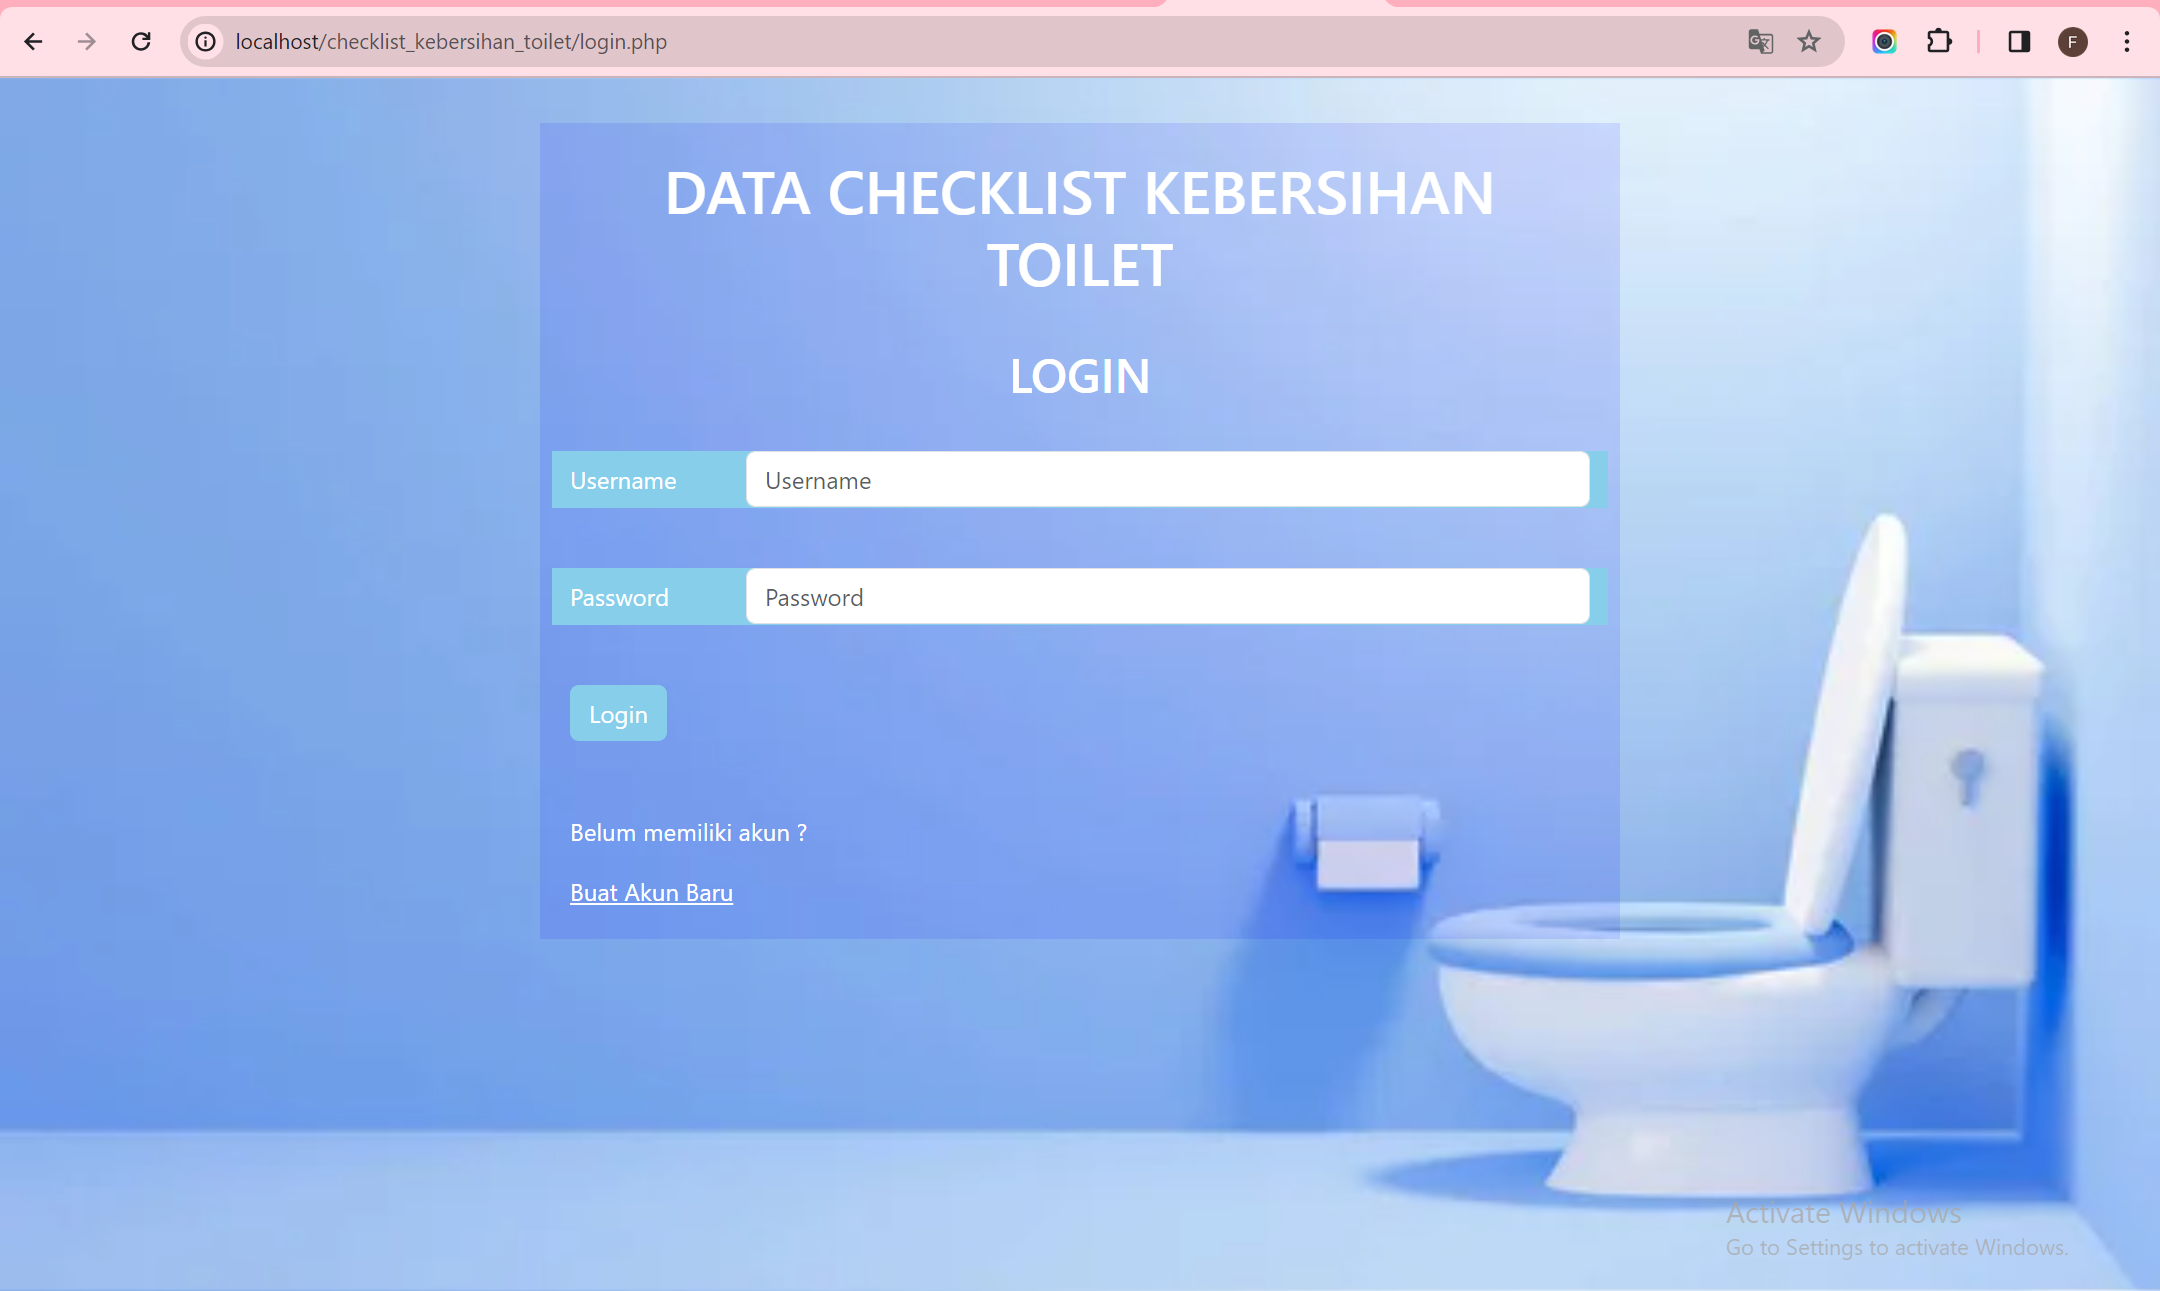 localhost/checklist_kebersihan_toilet/login.php
F
DATA CHECKLIST KEBERSIHAN
TOILET
LOGIN
Username
Username
Password
Password
Login
Belum memiliki akun ?
Buat Akun Baru
Activate Windows
Go to Settings to activate Windows.